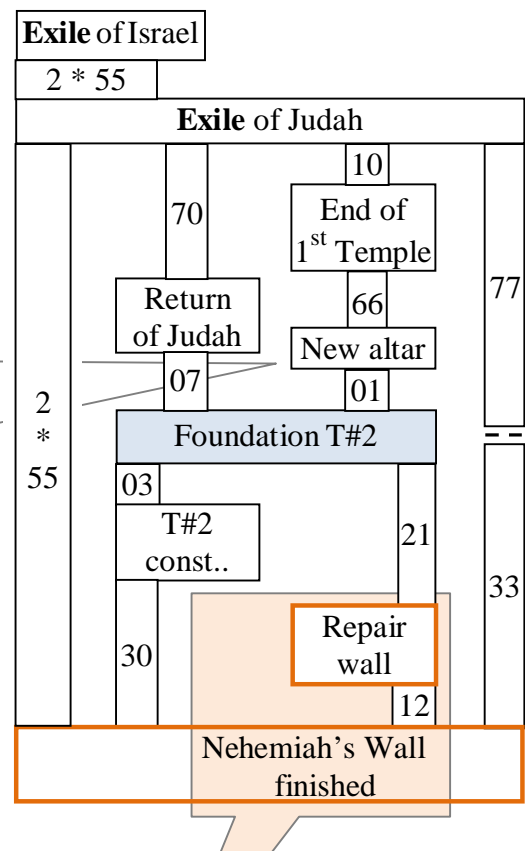 Exile of Israel
2 * 55
Exile of Judah
10
70
End of
1st Temple
77
66
Return
of Judah
New altar
07
01
2
*
55
Foundation T#2
03
T#2
const..
21
33
30
Repair
wall
12
Nehemiah’s Wall
finished